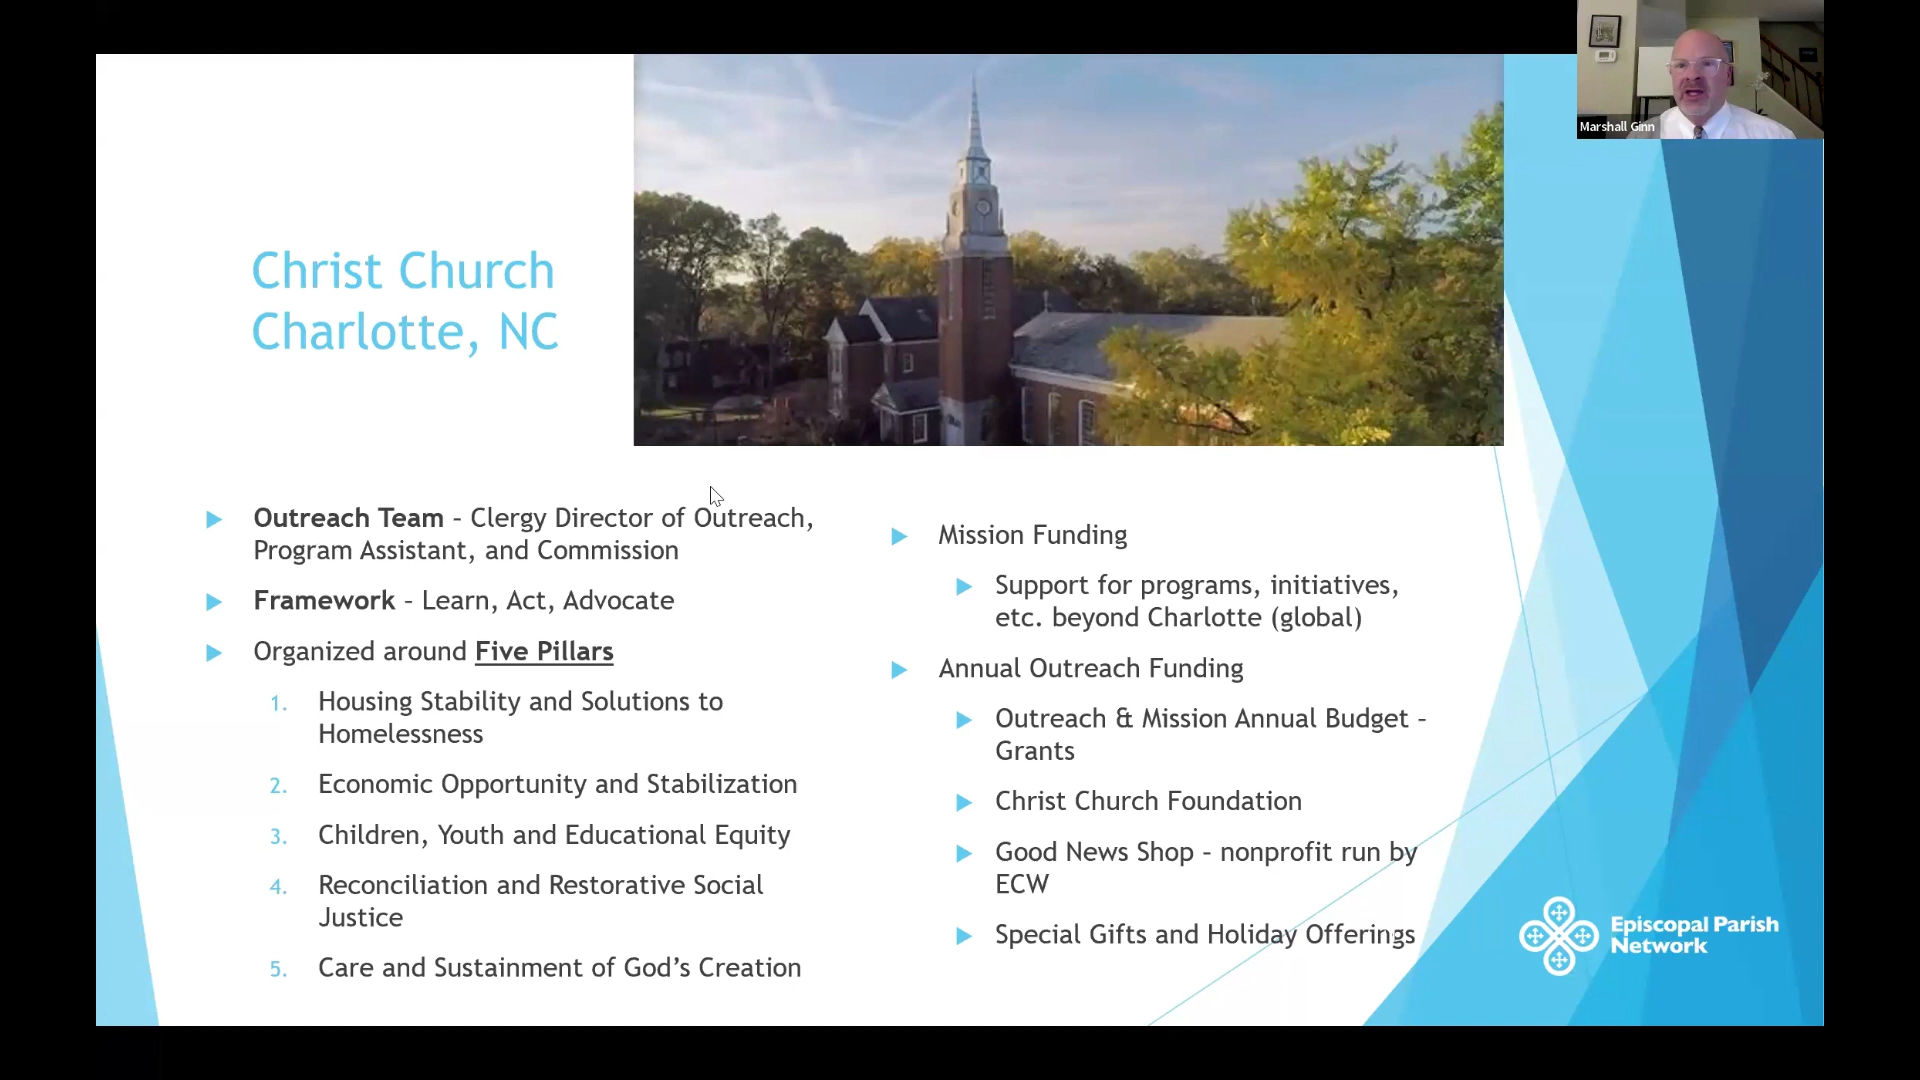 Marshall Ginn
Christ Church
Charlotte, NC
Outreach Team – Clergy Director of Outreach,
Program Assistant, and Commission
Framework – Learn, Act, Advocate
Organized around Five Pillars
1. Housing Stability and Solutions to
Homelessness
2. Economic Opportunity and Stabilization
3. Children, Youth and Educational Equity
4. Reconciliation and Restorative Social
Justice
5. Care and Sustainment of God’s Creation
Mission Funding
Support for programs, initiatives,
etc. beyond Charlotte (global)
Annual Outreach Funding
Outreach & Mission Annual Budget –
Grants
Christ Church Foundation
Good News Shop – nonprofit run by
ECW
Special Gifts and Holiday Offerings
Episcopal Parish
Network